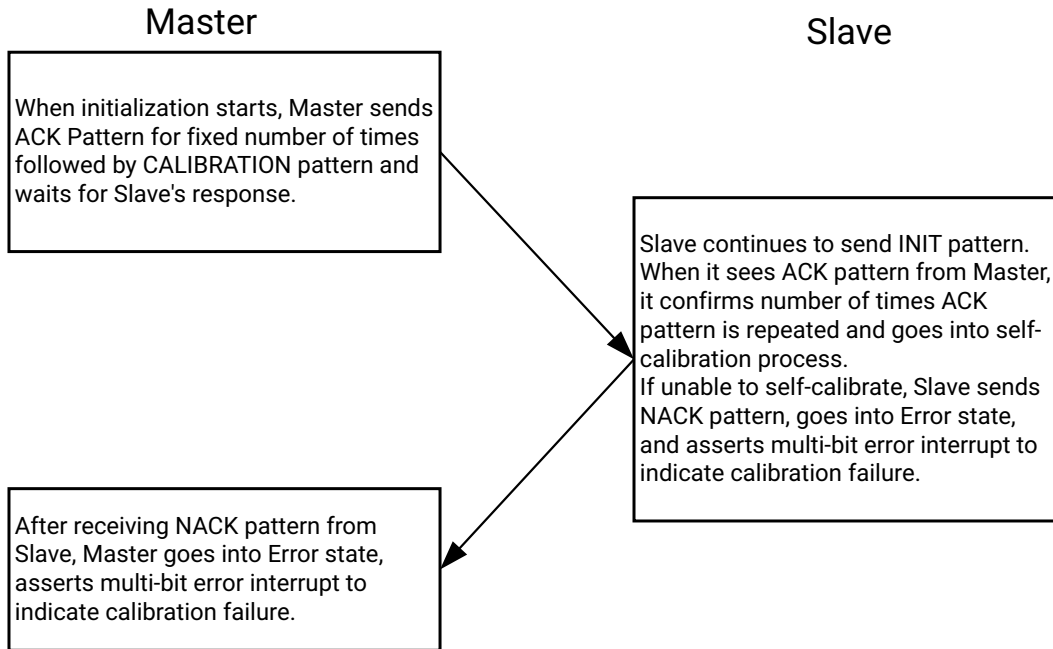 Master
Slave
When initialization starts, Master sends
ACK Pattern for fixed number of times
followed by CALIBRATION pattern and
waits for Slave's response.
Slave continues to send INIT pattern.
When it sees ACK pattern from Master,
it confirms number of times ACK
pattern is repeated and goes into self-
calibration process.
If unable to self-calibrate, Slave sends
NACK pattern, goes into Error state,
and asserts multi-bit error interrupt to
indicate calibration failure.
After receiving NACK pattern from
Slave, Master goes into Error state,
asserts multi-bit error interrupt to
indicate calibration failure.